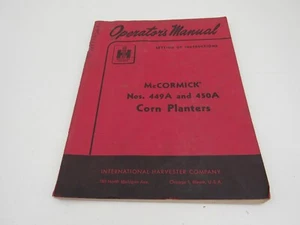 Operator's Manual
McCORMICK
Nos. 449A and 450A
Corn Planters
INTERNATIONAL HARVESTER COMPANY